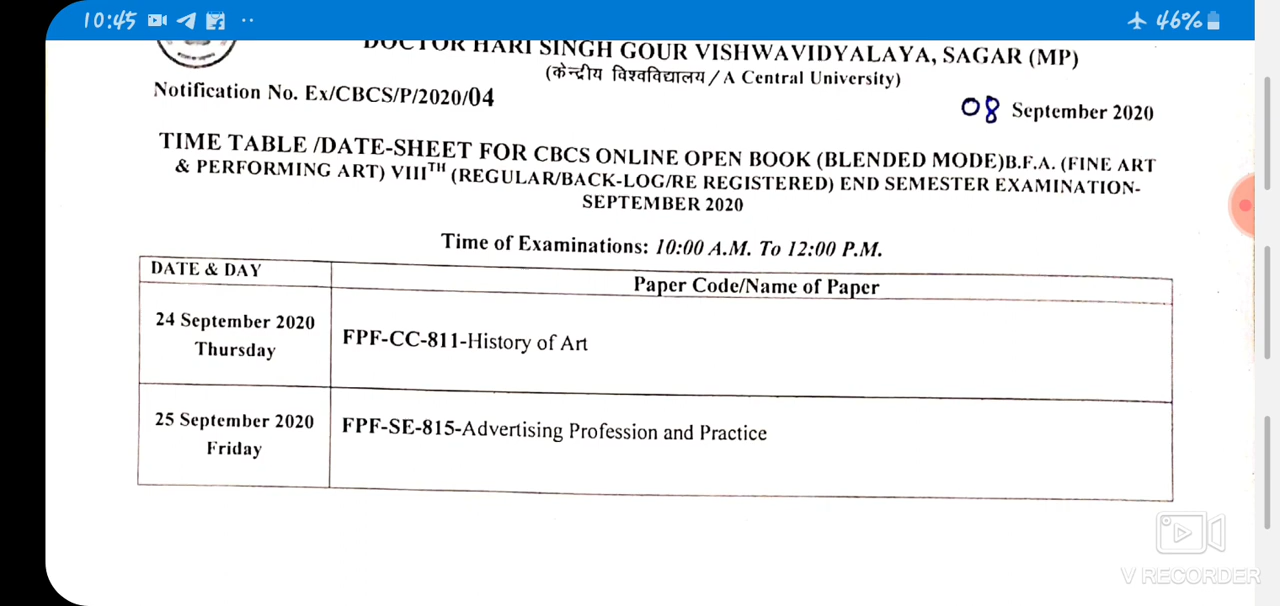 10:45
46%
DOCTOR HARI SINGH GOUR VISHWAVIDYALAYA, SAGAR (MP)
(केन्द्रीय विश्वविद्यालय / A Central University)
Notification No. Ex/CBCS/P/2020/04
08 September 2020
TIME TABLE /DATE-SHEET FOR CBCS ONLINE OPEN BOOK (BLENDED MODE)B.F.A. (FINE ART
& PERFORMING ART) VIIITH (REGULAR/BACK-LOG/RE REGISTERED) END SEMESTER EXAMINATION-
SEPTEMBER 2020
Time of Examinations: 10:00 A.M. To 12:00 P.M.
DATE & DAY
Paper Code/Name of Paper
24 September 2020
Thursday
FPF-CC-811-History of Art
25 September 2020
Friday
FPF-SE-815-Advertising Profession and Practice
V RECORDER